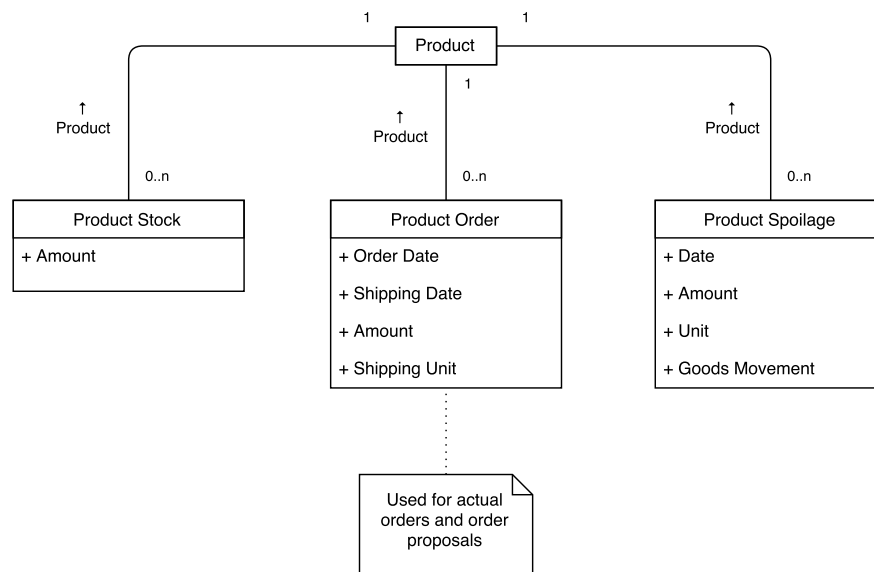 1
Product
1
1
↑
Product
↑
Product
↑
Product
0..n
0..n
0..n
Product Stock
+ Amount
Product Order
+ Order Date
+ Shipping Date
+ Amount
+ Shipping Unit
Product Spoilage
+ Date
+ Amount
+ Unit
+ Goods Movement
Used for actual
orders and order
proposals